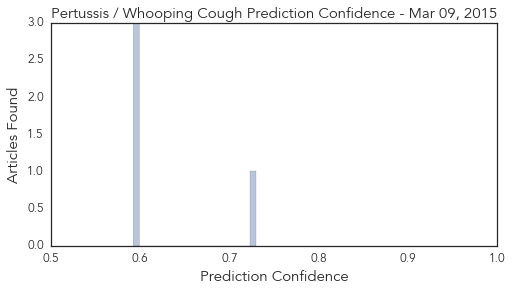 Pertussis / Whooping Cough Prediction Confidence - Mar 09, 2015
3.0
2.5
2.0
1.5
1.0
0.5
0.0
Articles Found
0.5 0.6 0.7 0.8 0.9 1.0
Prediction Confidence